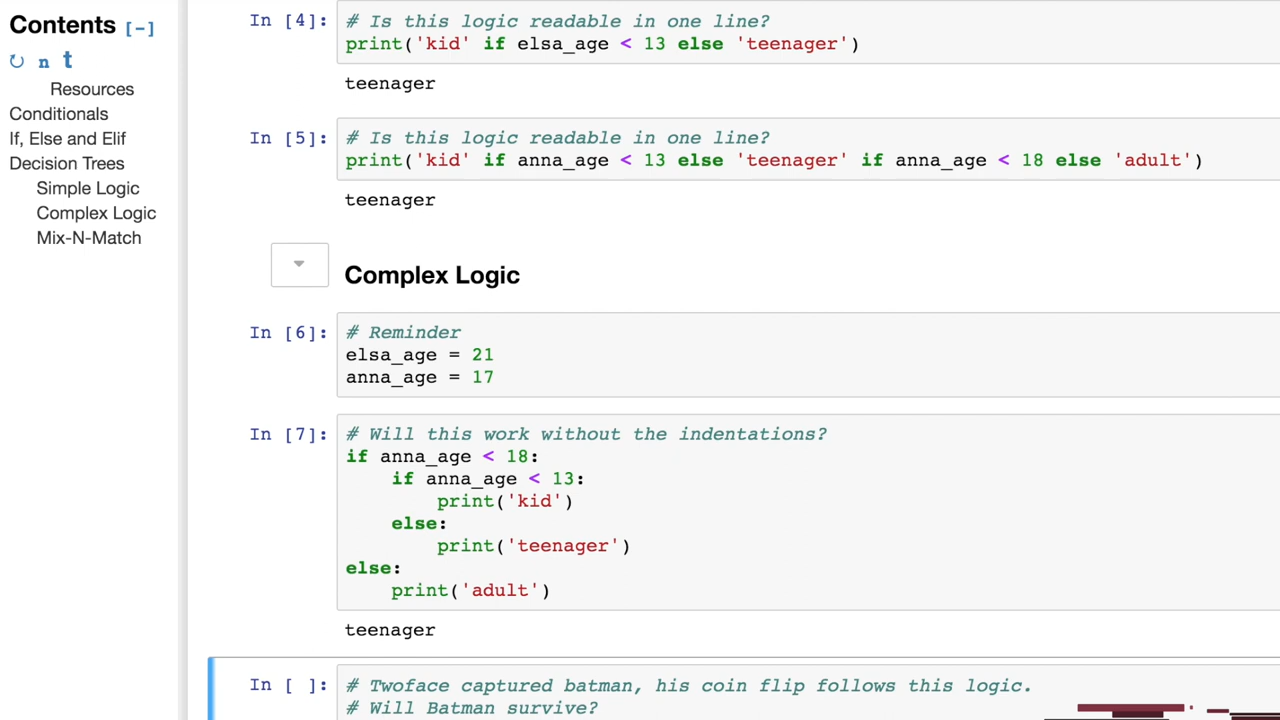 Contents [-]
↻ n t
Resources
Conditionals
If, Else and Elif
Decision Trees
Simple Logic
Complex Logic
Mix-N-Match
In [4]: # Is this logic readable in one line?
print('kid' if elsa_age < 13 else 'teenager')
teenager
In [5]: # Is this logic readable in one line?
print('kid' if anna_age < 13 else 'teenager' if anna_age < 18 else 'adult')
teenager
Complex Logic
In [6]: # Reminder
elsa_age = 21
anna_age = 17
In [7]: # Will this work without the indentations?
if anna_age < 18:
    if anna_age < 13:
        print('kid')
    else:
        print('teenager')
else:
    print('adult')
teenager
In [ ]: # Twoface captured batman, his coin flip follows this logic.
# Will Batman survive?